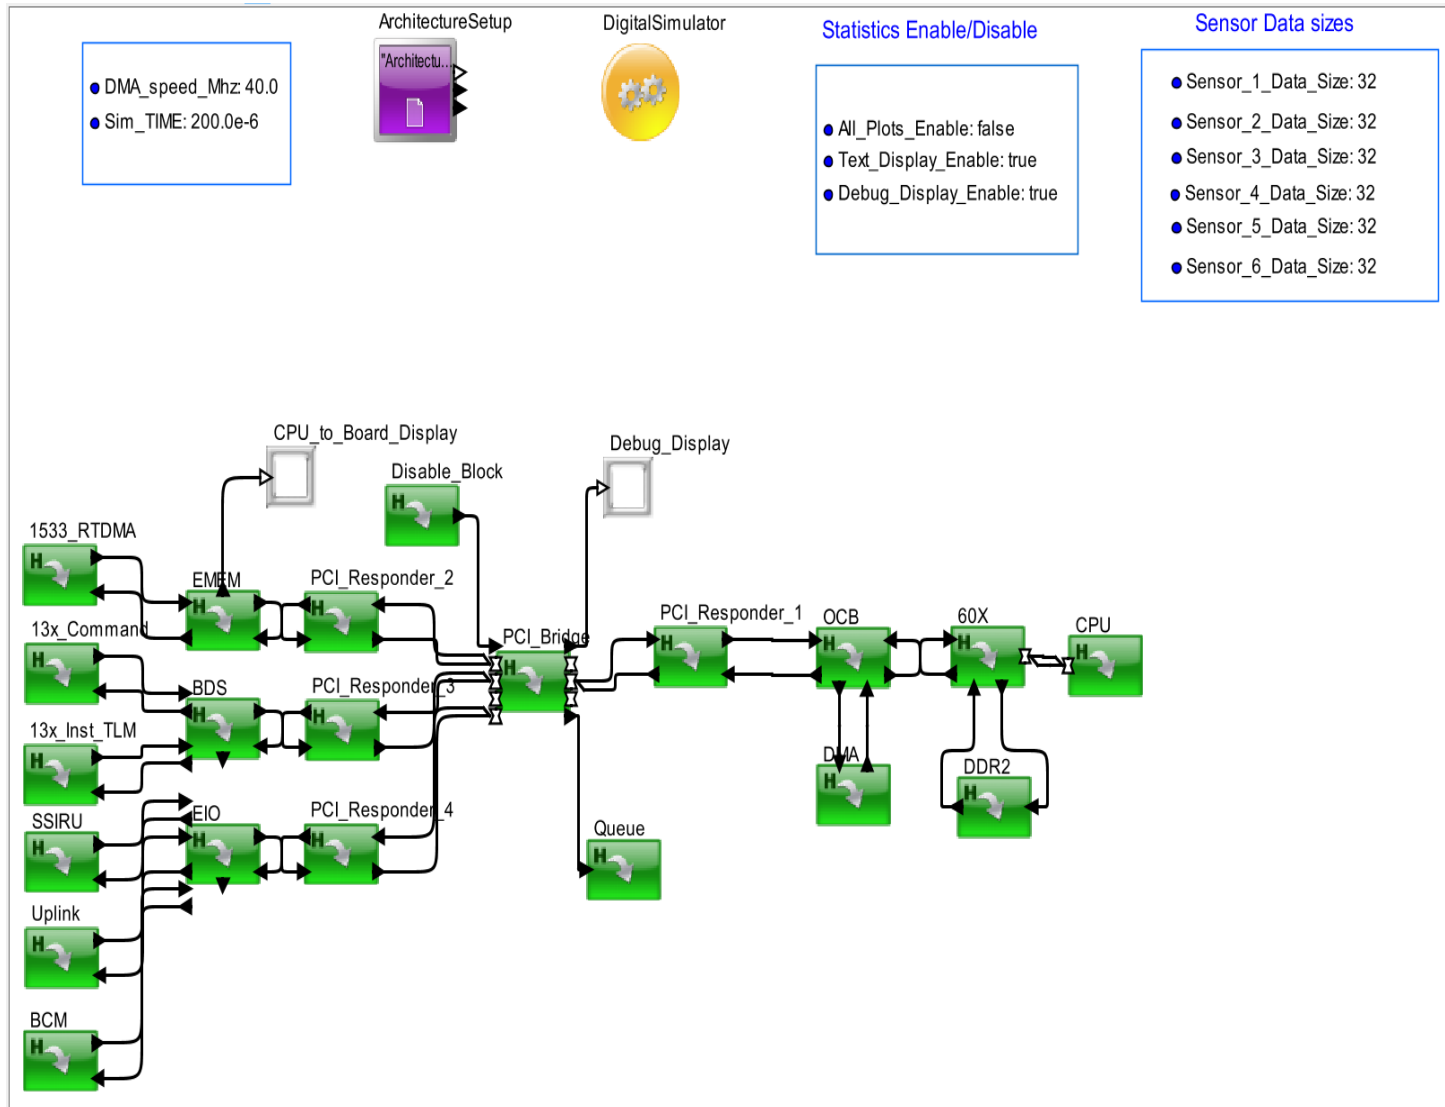 ArchitectureSetup
DigitalSimulator
Statistics Enable/Disable
Sensor Data sizes
"Architectu...
DMA_speed_Mhz: 40.0
Sim_TIME: 200.0e-6
All_Plots_Enable: false
Text_Display_Enable: true
Debug_Display_Enable: true
Sensor_1_Data_Size: 32
Sensor_2_Data_Size: 32
Sensor_3_Data_Size: 32
Sensor_4_Data_Size: 32
Sensor_5_Data_Size: 32
Sensor_6_Data_Size: 32
CPU_to_Board_Display
Debug_Display
Disable_Block
H
1533_RTDMA
H
EMEM
H
PCI_Responder_2
H
13x_Command
H
PCI_Bridge
H
PCI_Responder_1
H
OCB
H
60X
H
CPU
H
BDS
H
PCI_Responder_3
H
13x_Inst_TLM
H
DMA
H
DDR2
H
SSIRU
H
EIO
H
PCI_Responder_4
H
Queue
H
Uplink
H
BCM
H